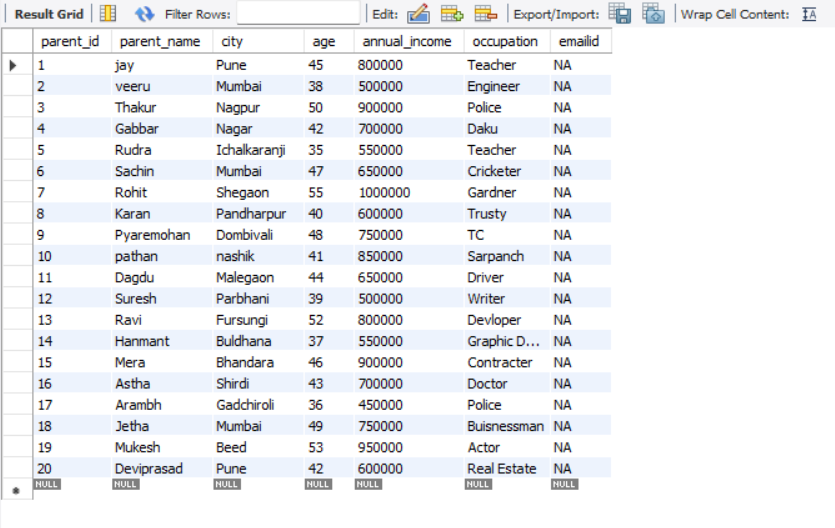 Result Grid Filter Rows: Edit: Export/Import: Wrap Cell Content: IA
parent_id parent_name city age annual_income occupation emailid
1 jay Pune 45 800000 Teacher NA
2 veeru Mumbai 38 500000 Engineer NA
3 Thakur Nagpur 50 900000 Police NA
4 Gabbar Nagar 42 700000 Daku NA
5 Rudra Ichalkaranji 35 550000 Teacher NA
6 Sachin Mumbai 47 650000 Cricketer NA
7 Rohit Shegaon 55 1000000 Gardner NA
8 Karan Pandharpur 40 600000 Trusty NA
9 Pyaremohan Dombivali 48 750000 TC NA
10 pathan nashik 41 850000 Sarpanch NA
11 Dagdu Malegaon 44 650000 Driver NA
12 Suresh Parbhani 39 500000 Writer NA
13 Ravi Fursungi 52 800000 Devloper NA
14 Hanmant Buldhana 37 550000 Graphic D... NA
15 Mera Bhandara 46 900000 Contracter NA
16 Astha Shirdi 43 700000 Doctor NA
17 Arambh Gadchiroli 36 450000 Police NA
18 Jetha Mumbai 49 750000 Buisnessman NA
19 Mukesh Beed 53 950000 Actor NA
20 Deviprasad Pune 42 600000 Real Estate NA
NULL NULL NULL NULL NULL NULL NULL